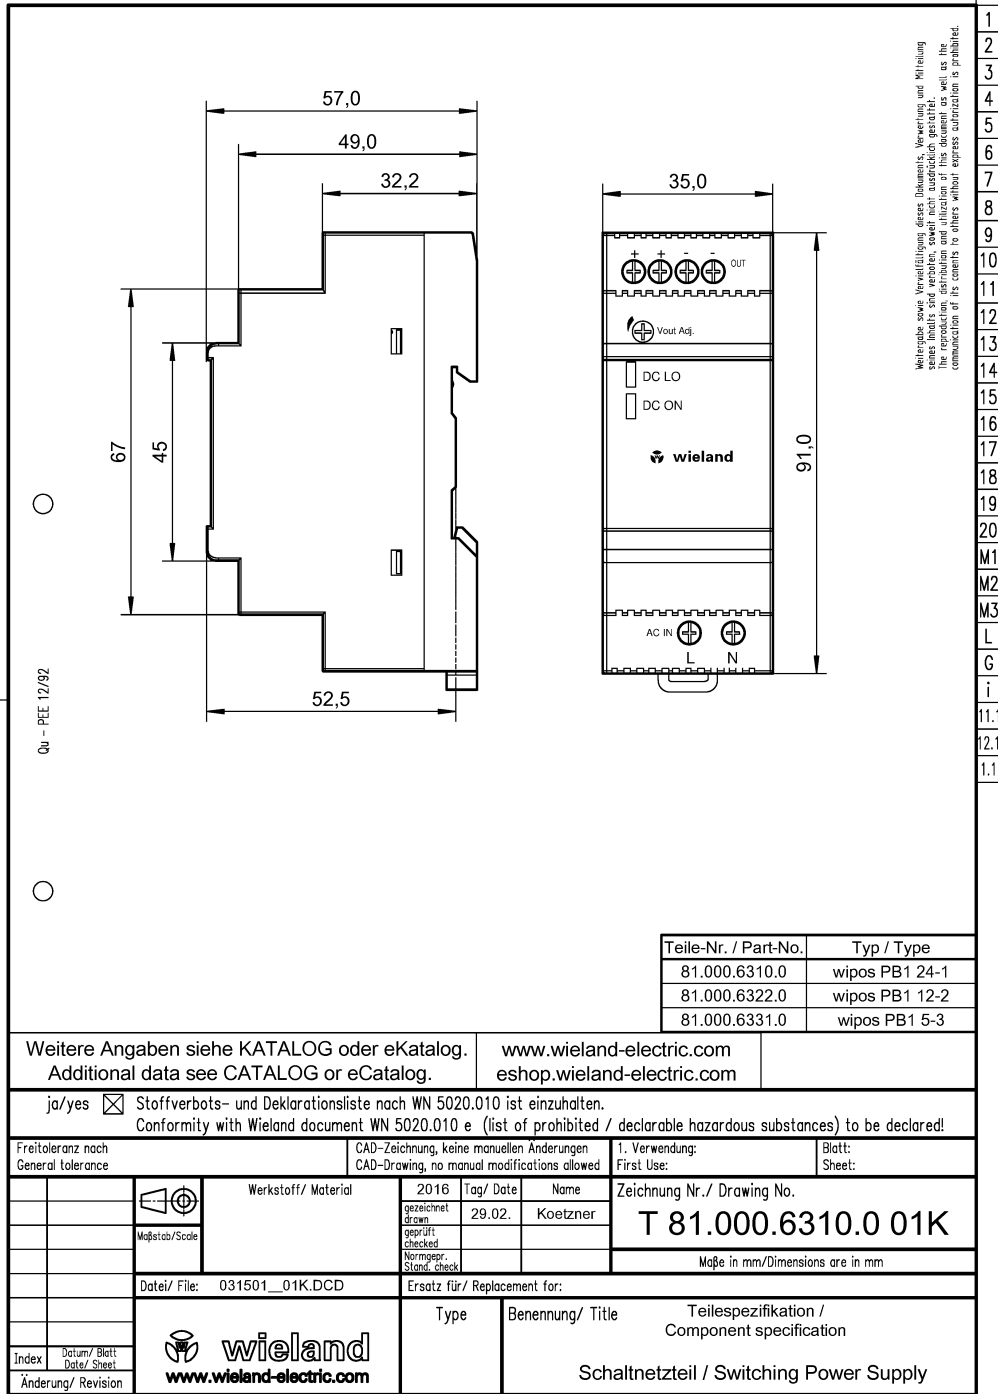 57,0
49,0
32,2
35,0
67
45
91,0
52,5
+ + - -
OUT
Vout Adj.
DC LO
DC ON
wieland
AC IN
L N
Weitergabe sowie Vervielfältigung dieses Dokuments, Verwertung und Mitteilung
seines Inhalts sind verboten, soweit nicht ausdrücklich gestattet.
The reproduction, distribution and utilization of this document as well as the
communication of its conents to others without express autorization is prohibited.
1
2
3
4
5
6
7
8
9
10
11
12
13
14
15
16
17
18
19
20
M1
M2
M3
L
G
i
11.1
12.1
1.1
Qu - PEE 12/92
Teile-Nr. / Part-No. Typ / Type
81.000.6310.0 wipos PB1 24-1
81.000.6322.0 wipos PB1 12-2
81.000.6331.0 wipos PB1 5-3
Weitere Angaben siehe KATALOG oder eKatalog.
Additional data see CATALOG or eCatalog.
www.wieland-electric.com
eshop.wieland-electric.com
ja/yes Stoffverbots- und Deklarationsliste nach WN 5020.010 ist einzuhalten.
Conformity with Wieland document WN 5020.010 e (list of prohibited / declarable hazardous substances) to be declared!
Freitoleranz nach
General tolerance
CAD-Zeichnung, keine manuellen Änderungen
CAD-Drawing, no manual modifications allowed
1. Verwendung:
First Use:
Blatt:
Sheet:
Maßstab/Scale
Werkstoff/ Material
2016 Tag/ Date Name
gezeichnet
drawn
29.02. Koetzner
geprüft
checked
Normgepr.
Stand. check
Zeichnung Nr./ Drawing No.
T 81.000.6310.0 01K
Maße in mm/Dimensions are in mm
Datei/ File: 031501__01K.DCD
Ersatz für/ Replacement for:
Index
Datum/ Blatt
Date/ Sheet
Änderung/ Revision
wieland
www.wieland-electric.com
Type
Benennung/ Title
Teilespezifikation /
Component specification
Schaltnetzteil / Switching Power Supply